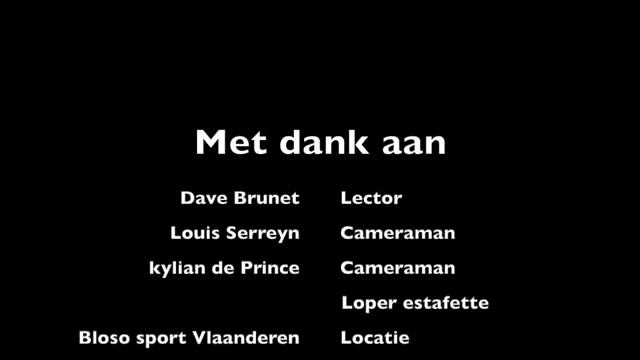 Met dank aan
Dave Brunet Lector
Louis Serreyn Cameraman
kylian de Prince Cameraman
Loper estafette
Bloso sport Vlaanderen Locatie